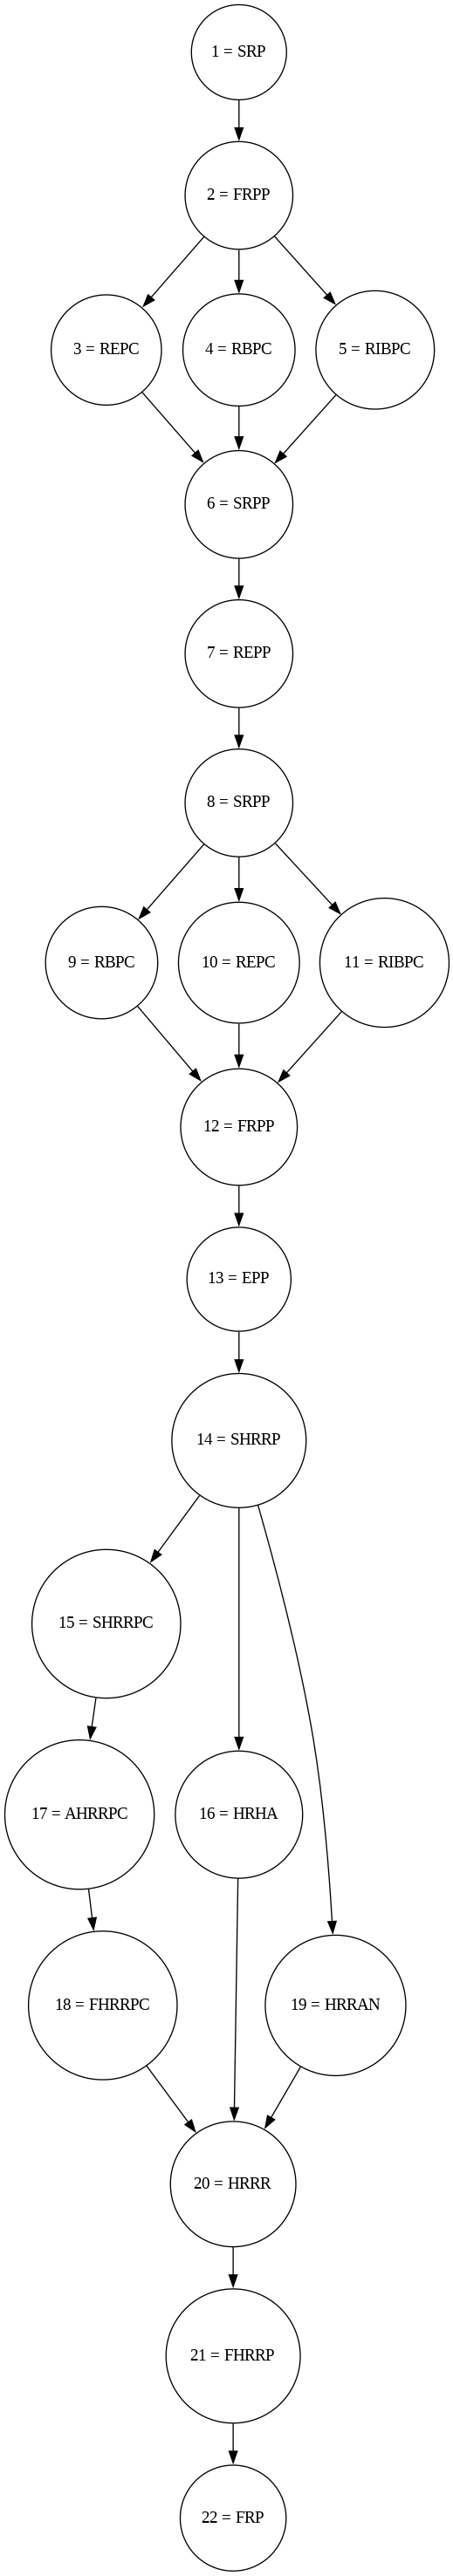 1 = SRP
2 = FRPP
3 = REPC
4 = RBPC
5 = RIBPC
6 = SRPP
7 = REPP
8 = SRPP
9 = RBPC
10 = REPC
11 = RIBPC
12 = FRPP
13 = EPP
14 = SHRRP
15 = SHRRPC
17 = AHRRPC
16 = HRHA
18 = FHRRPC
19 = HRRAN
20 = HRRR
21 = FHRRP
22 = FRP